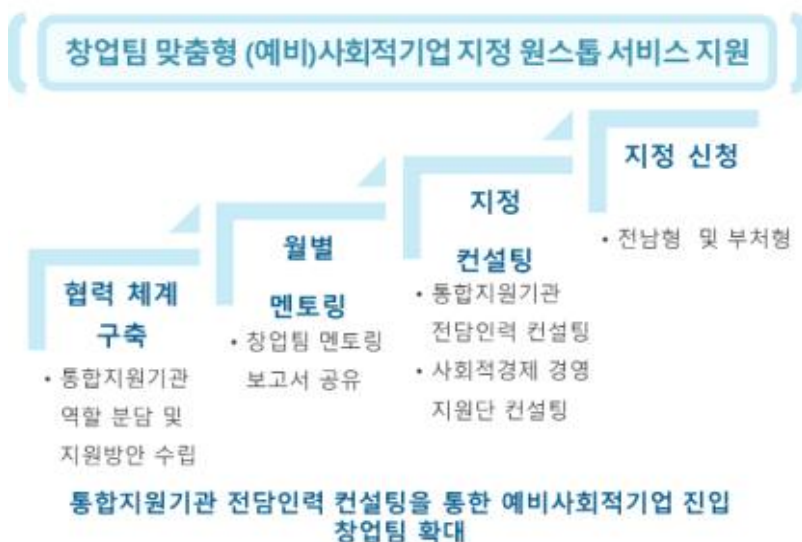 창업팀 맞춤형 (예비)사회적기업 지정 원스톱 서비스 지원
협력 체계
구축
• 통합지원기관
역할 분담 및
지원방안 수립
월별
멘토링
• 창업팀 멘토링
보고서 공유
지정
컨설팅
• 통합지원기관
전담인력 컨설팅
• 사회적경제 경영
지원단 컨설팅
지정 신청
• 전남형 및 부처형
통합지원기관 전담인력 컨설팅을 통한 예비사회적기업 진입
창업팀 확대